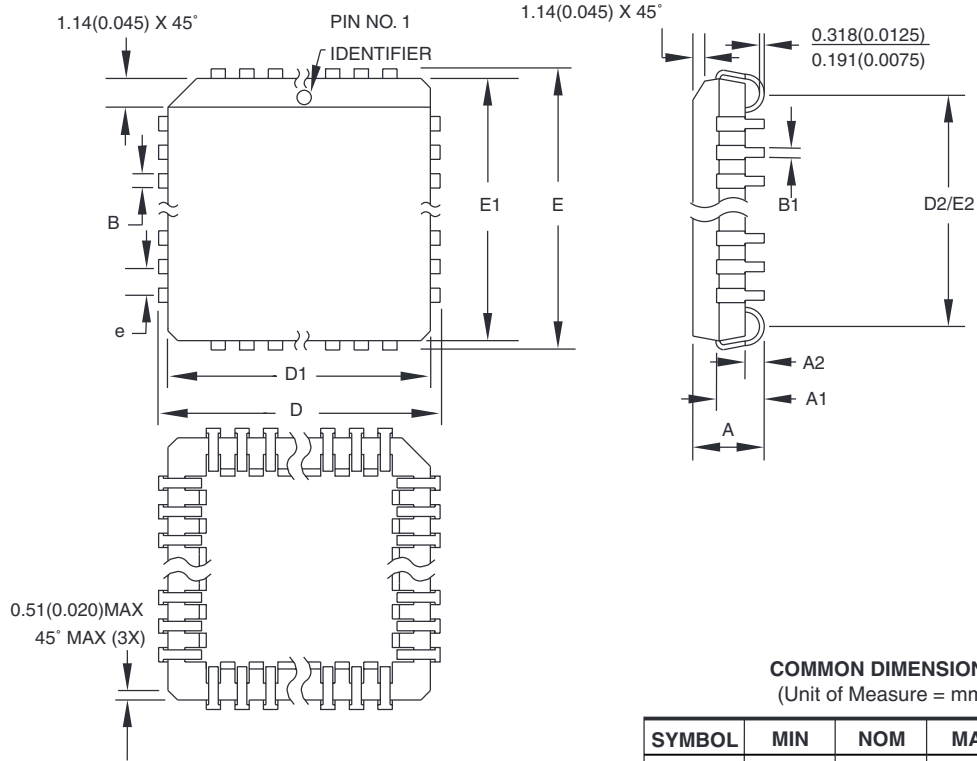 1.14(0.045) X 45˚
PIN NO. 1
IDENTIFIER
1.14(0.045) X 45˚
0.318(0.0125)
0.191(0.0075)
B
e
E1
E
B1
D2/E2
D1
D
A2
A1
A
0.51(0.020)MAX
45˚ MAX (3X)
COMMON DIMENSION
(Unit of Measure = mm
SYMBOL MIN NOM MA